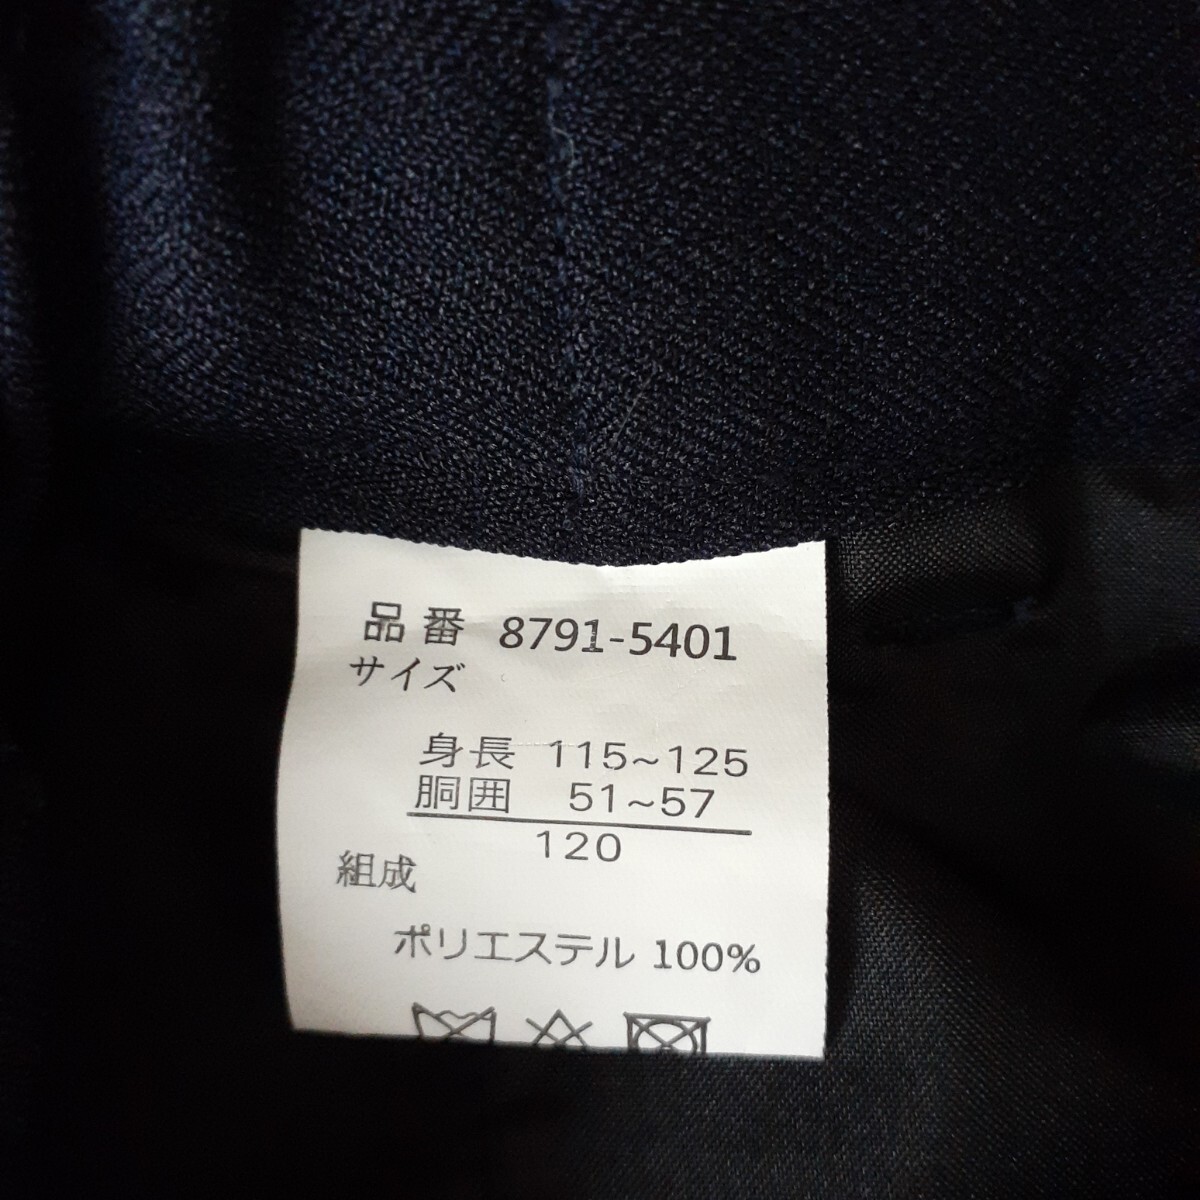 品番 8791-5401
サイズ
身長 115~125
胴囲 51~57
120
組成
ポリエステル 100%